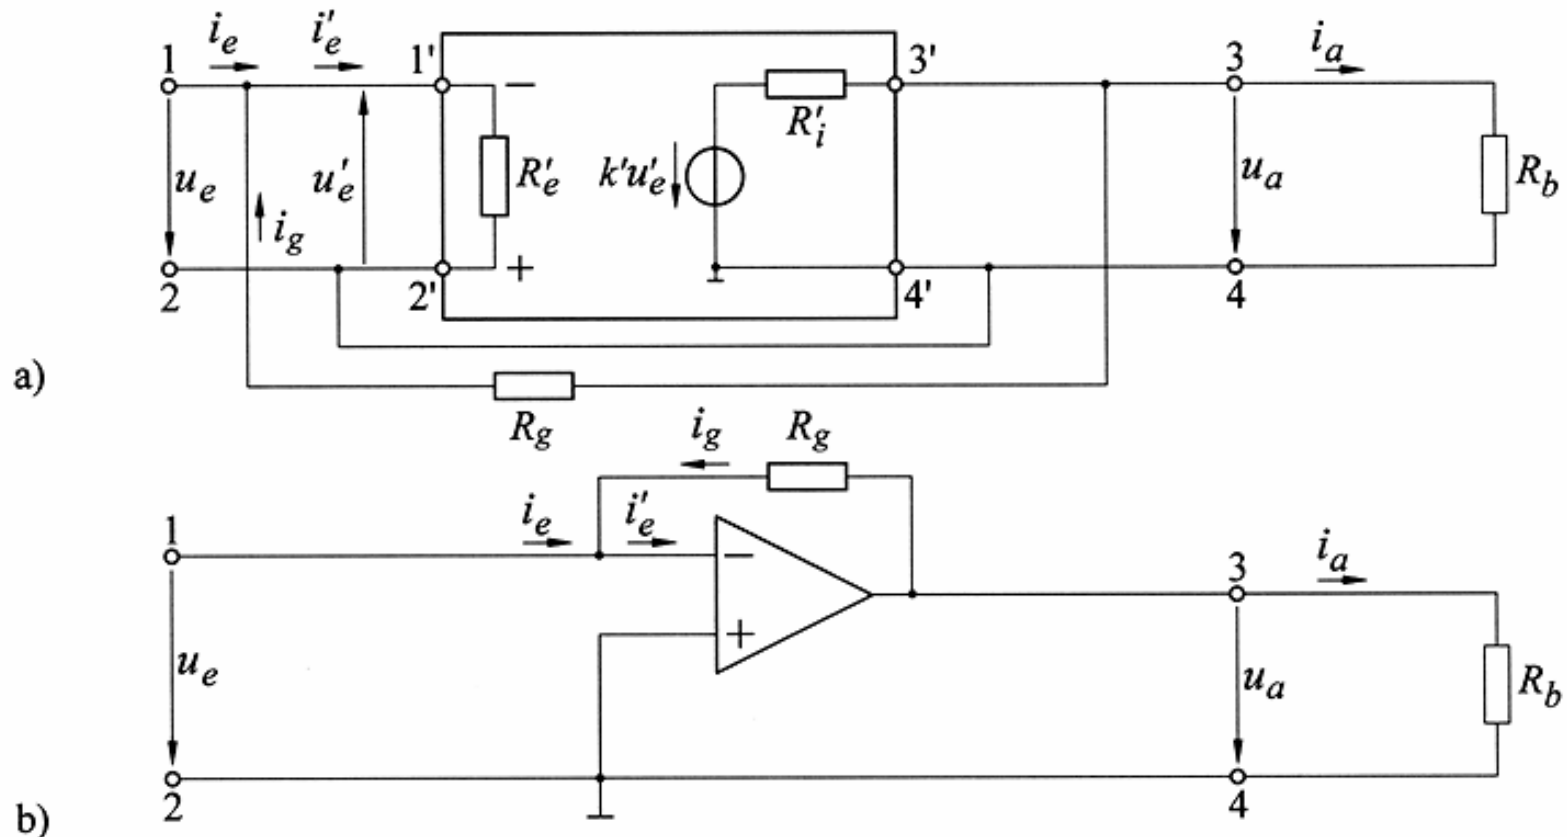 i_e i'_e
1 1' − 3' 3 i_a
R'_i
u_e u'_e R'_e k'u'_e u_a R_b
i_g
2 2' + 4' 4
a)
R_g
i_g R_g
1 i_e i'_e − 3 i_a
u_e + u_a R_b
2 4
b)